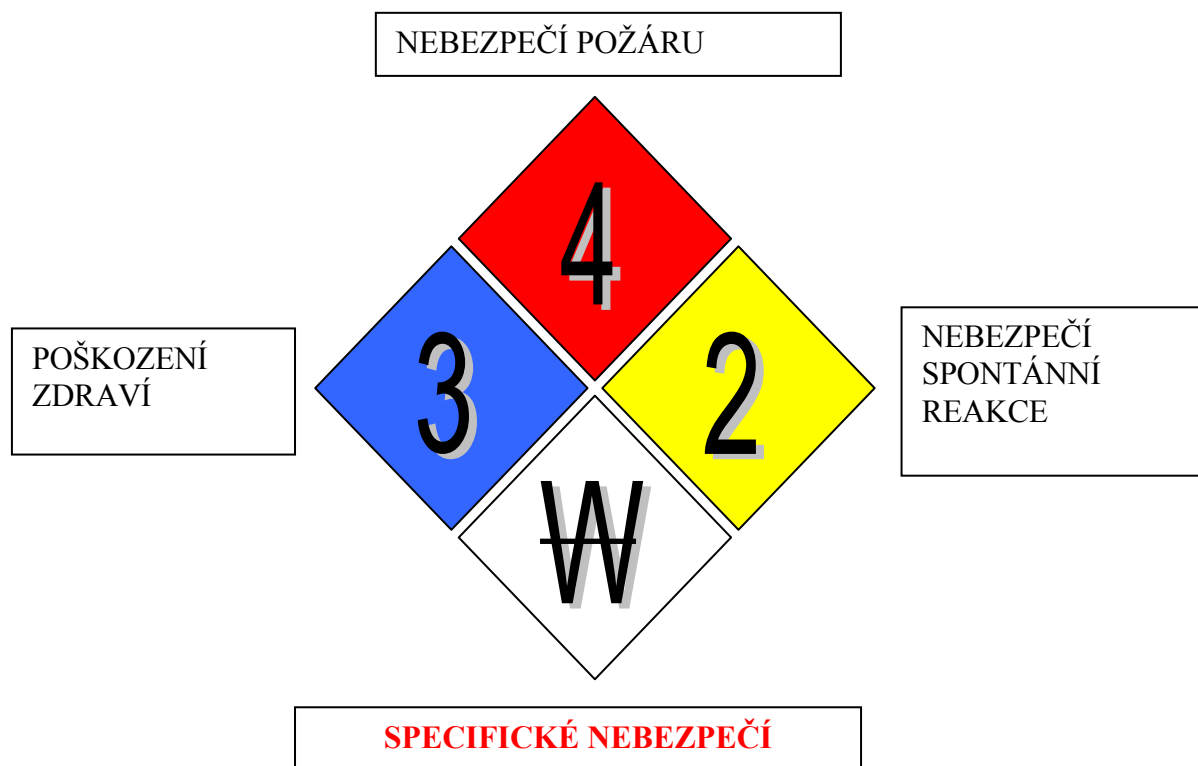 NEBEZPEČÍ POŽÁRU
4
POŠKOZENÍ
ZDRAVÍ
3
2
NEBEZPEČÍ
SPONTÁNNÍ
REAKCE
W
SPECIFICKÉ NEBEZPEČÍ